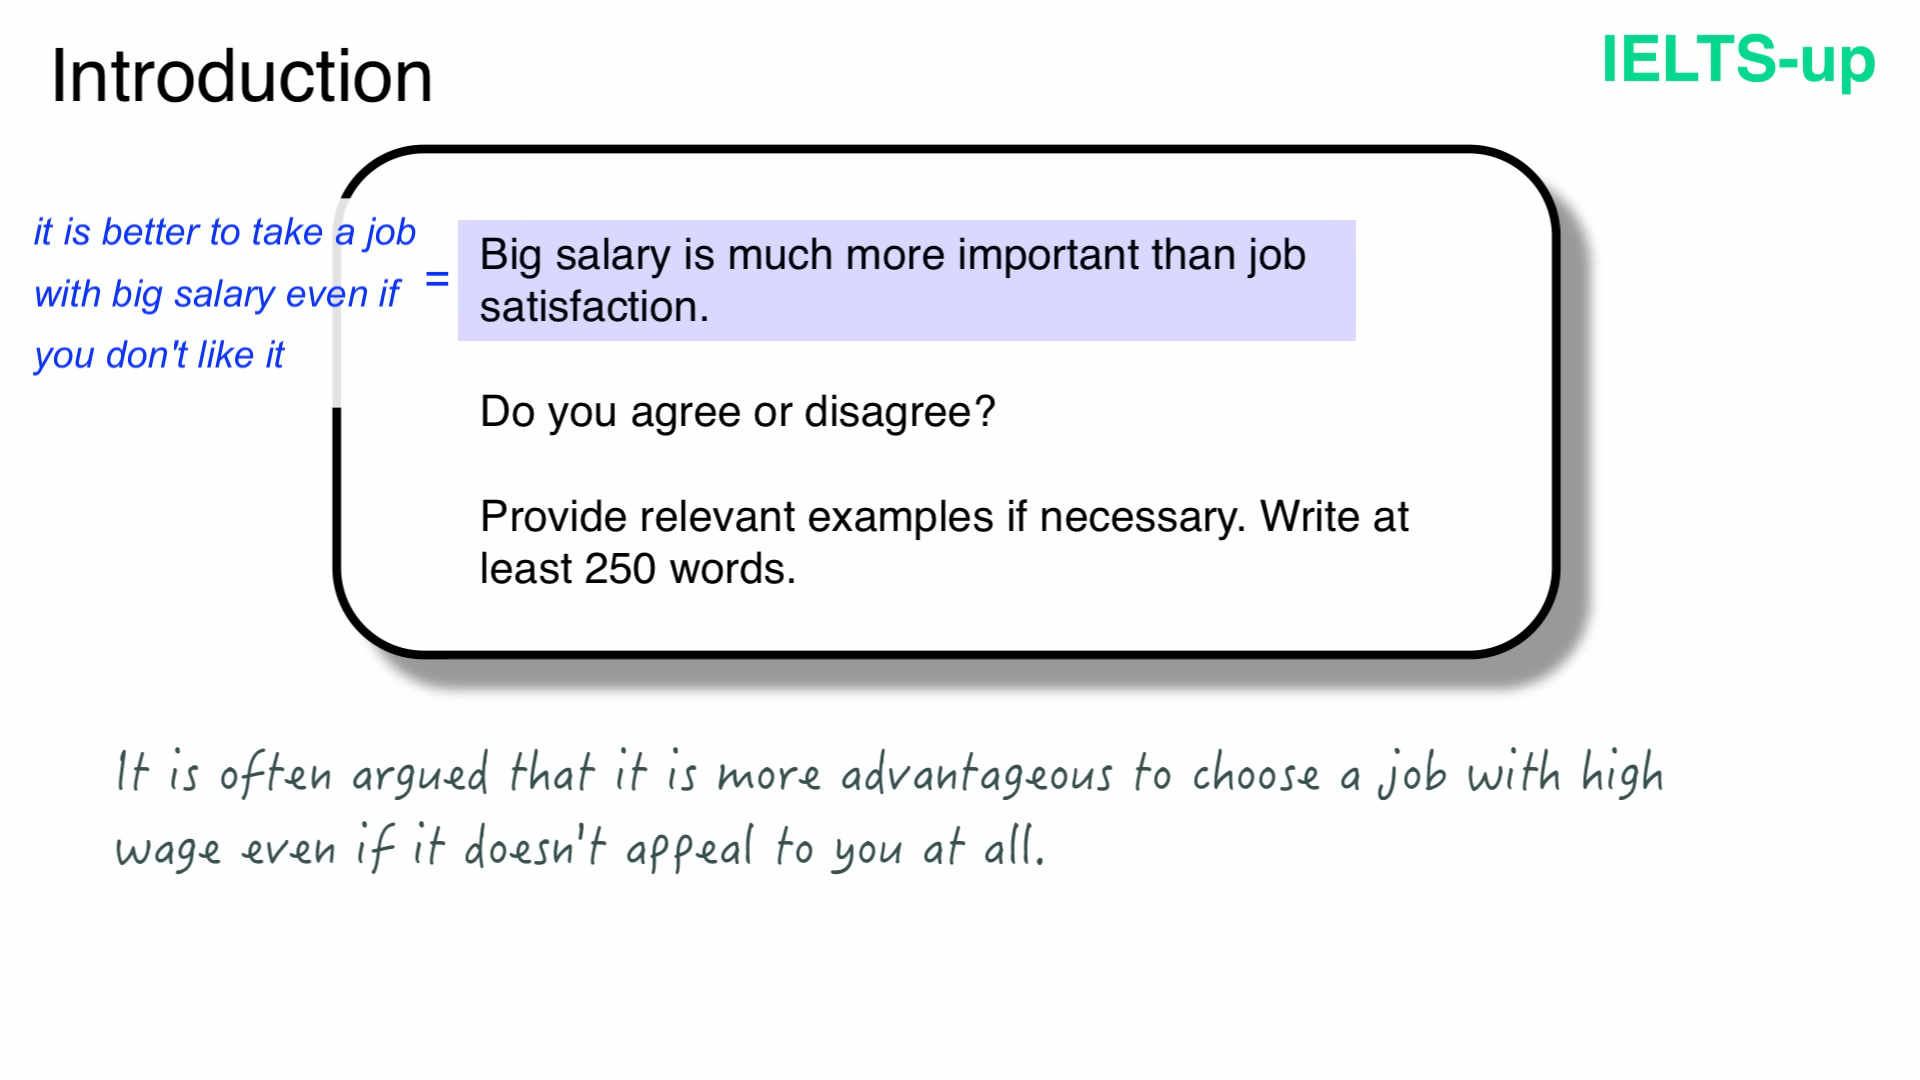 Introduction
IELTS-up
it is better to take a job
with big salary even if
you don't like it
=
Big salary is much more important than job
satisfaction.
Do you agree or disagree?
Provide relevant examples if necessary. Write at
least 250 words.
It is often argued that it is more advantageous to choose a job with high
wage even if it doesn't appeal to you at all.